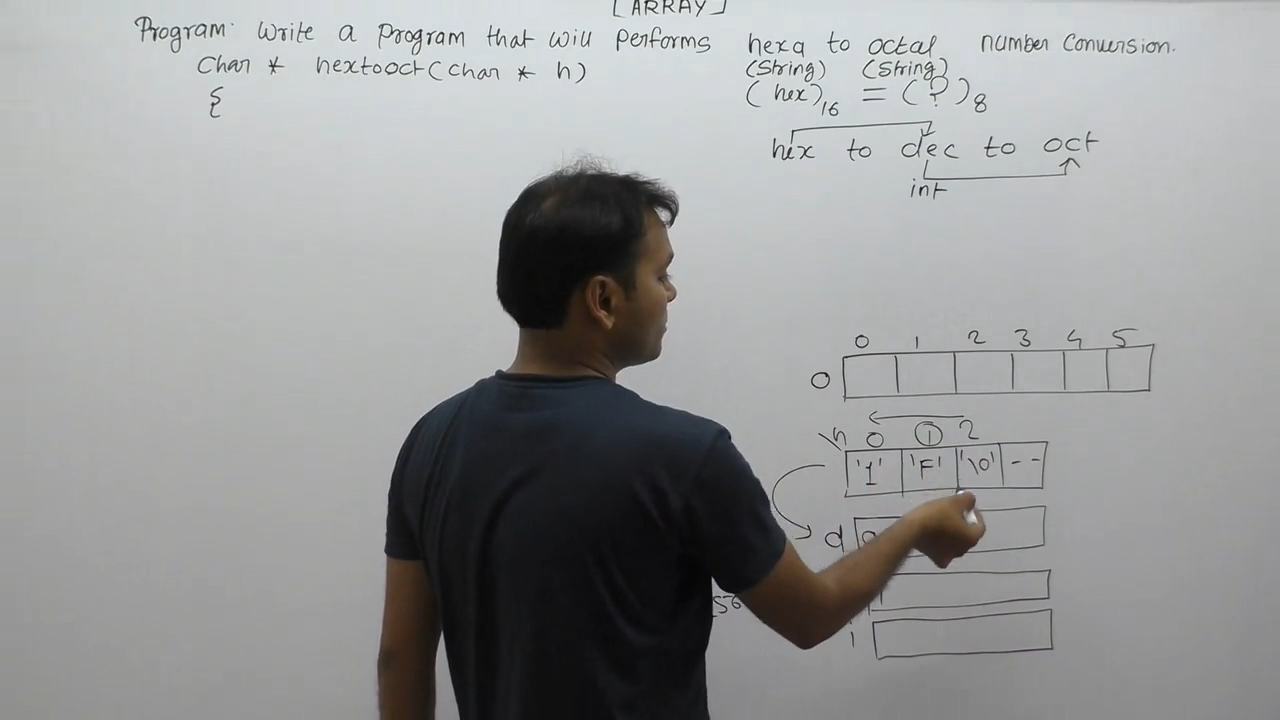 [ARRAY]
Program: Write a program that will performs hexa to octal number conversion.
(String) (String)
Char * hextooct(char * h)
{
(hex)16 = (?)8
hex to dec to oct
int
0 1 2 3 4 5
O
h 0 1 2
'1' 'F' '\0' --
d 0
i